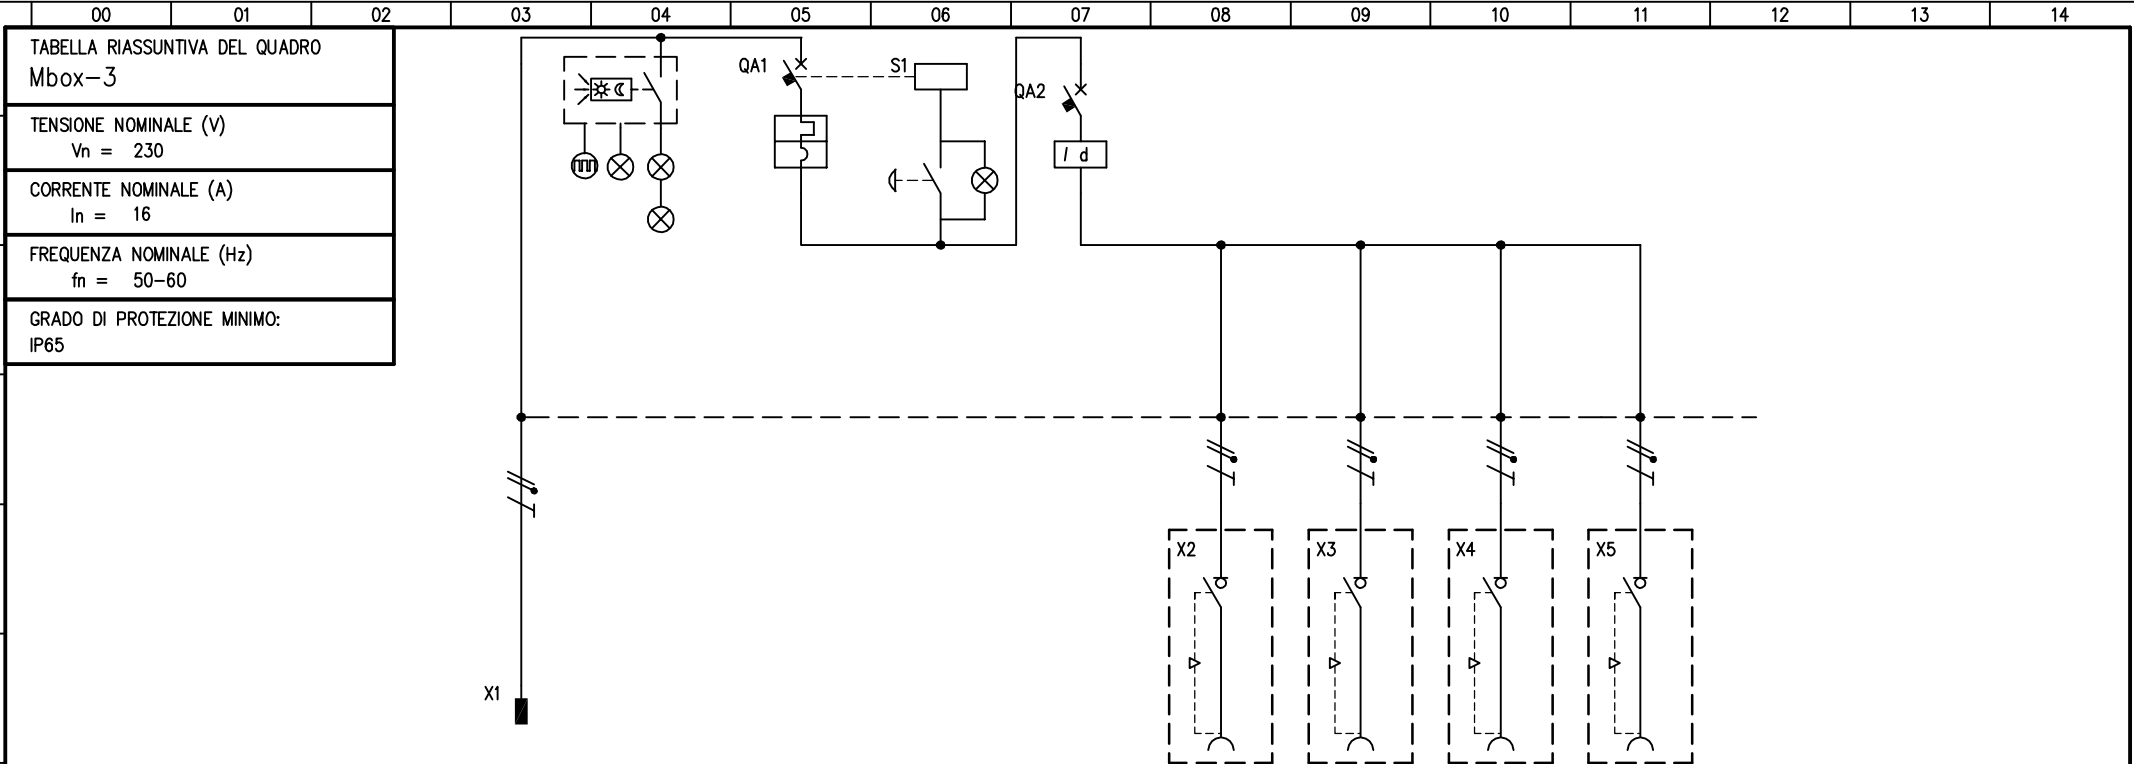 00 01 02 03 04 05 06 07 08 09 10 11 12 13 14
TABELLA RIASSUNTIVA DEL QUADRO
Mbox-3
TENSIONE NOMINALE (V)
Vn = 230
CORRENTE NOMINALE (A)
In = 16
FREQUENZA NOMINALE (Hz)
fn = 50-60
GRADO DI PROTEZIONE MINIMO:
IP65
QA1
S1
QA2
I d
X1
X2
X3
X4
X5